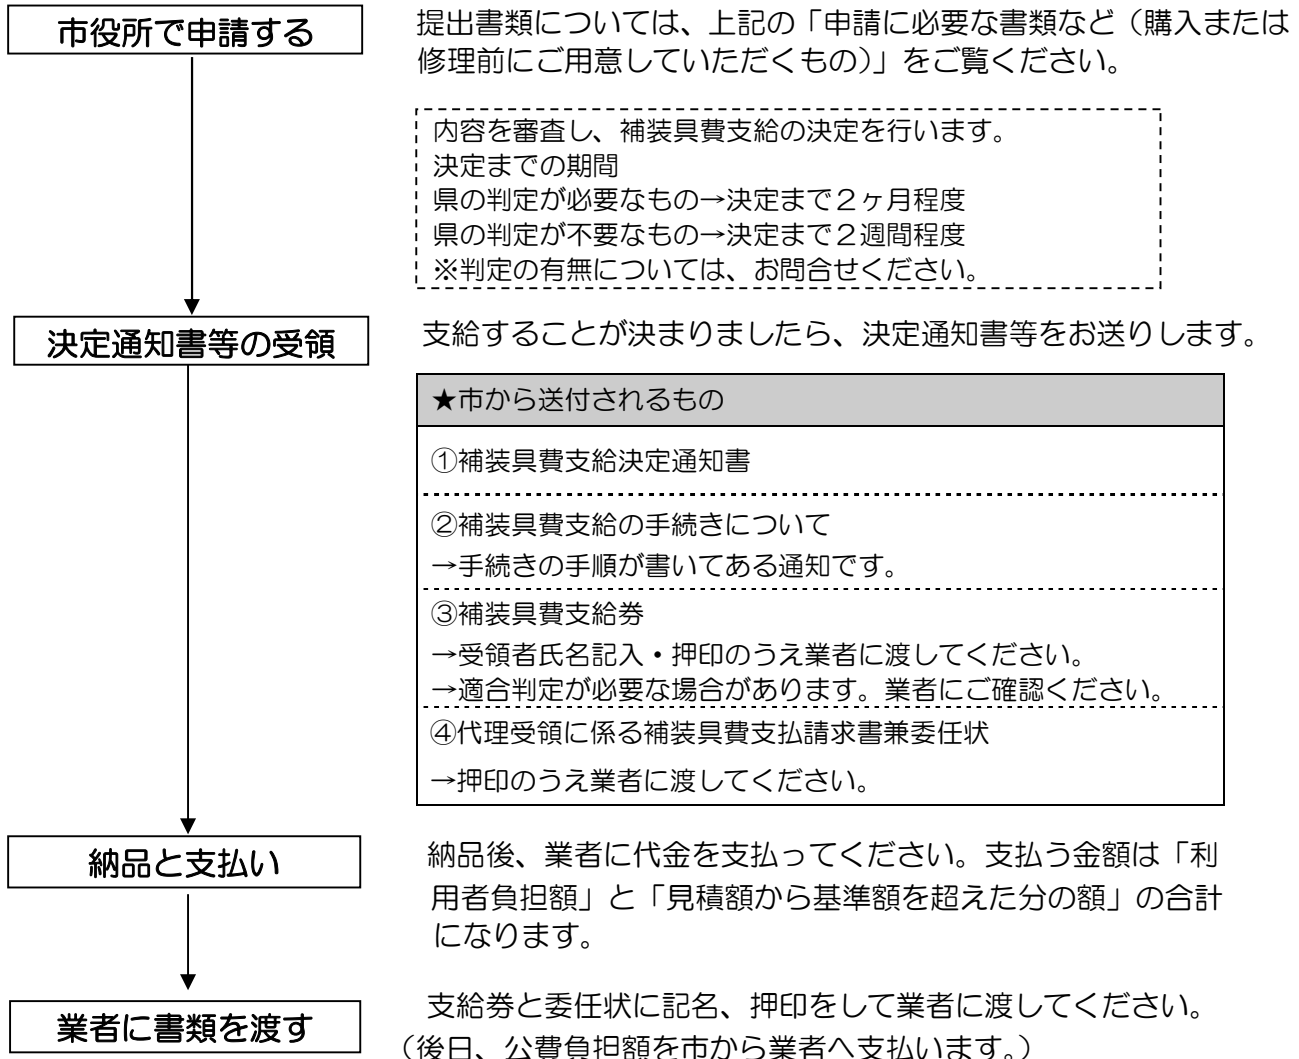 市役所で申請する
提出書類については、上記の「申請に必要な書類など（購入または
修理前にご用意していただくもの）」をご覧ください。
内容を審査し、補装具費支給の決定を行います。
決定までの期間
県の判定が必要なもの→決定まで２ヶ月程度
県の判定が不要なもの→決定まで２週間程度
※判定の有無については、お問合せください。
決定通知書等の受領
支給することが決まりましたら、決定通知書等をお送りします。
★市から送付されるもの
①補装具費支給決定通知書
②補装具費支給の手続きについて
→手続きの手順が書いてある通知です。
③補装具費支給券
→受領者氏名記入・押印のうえ業者に渡してください。
→適合判定が必要な場合があります。業者にご確認ください。
④代理受領に係る補装具費支払請求書兼委任状
→押印のうえ業者に渡してください。
納品と支払い
納品後、業者に代金を支払ってください。支払う金額は「利
用者負担額」と「見積額から基準額を超えた分の額」の合計
になります。
業者に書類を渡す
支給券と委任状に記名、押印をして業者に渡してください。
（後日、公費負担額を市から業者へ支払います。）